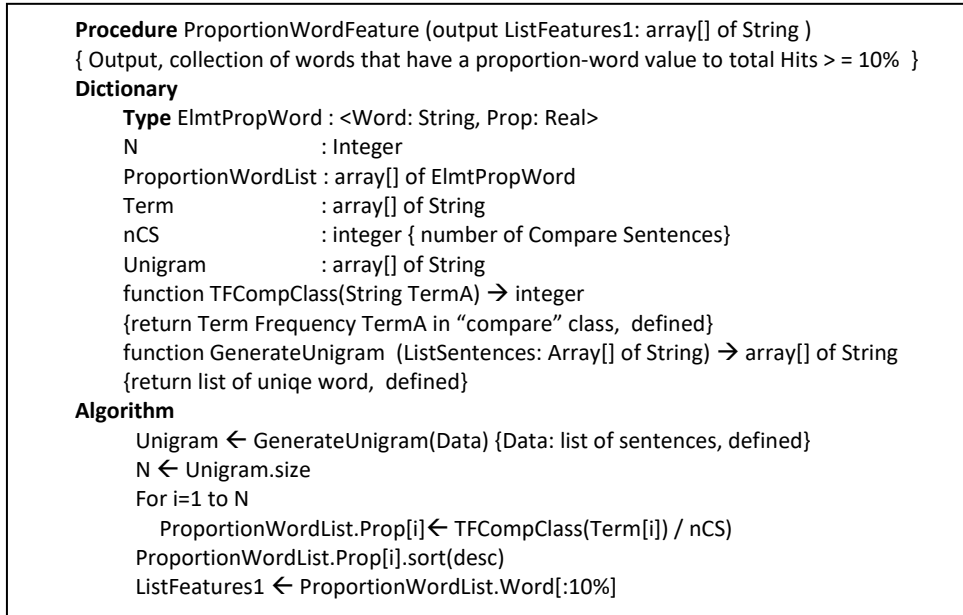 Procedure ProportionWordFeature (output ListFeatures1: array[] of String )
{ Output, collection of words that have a proportion-word value to total Hits > = 10% }
Dictionary
Type ElmtPropWord : <Word: String, Prop: Real>
N : Integer
ProportionWordList : array[] of ElmtPropWord
Term : array[] of String
nCS : integer { number of Compare Sentences}
Unigram : array[] of String
function TFCompClass(String TermA) → integer
{return Term Frequency TermA in “compare” class, defined}
function GenerateUnigram (ListSentences: Array[] of String) → array[] of String
{return list of uniqe word, defined}
Algorithm
Unigram ← GenerateUnigram(Data) {Data: list of sentences, defined}
N ← Unigram.size
For i=1 to N
ProportionWordList.Prop[i]← TFCompClass(Term[i]) / nCS)
ProportionWordList.Prop[i].sort(desc)
ListFeatures1 ← ProportionWordList.Word[:10%]